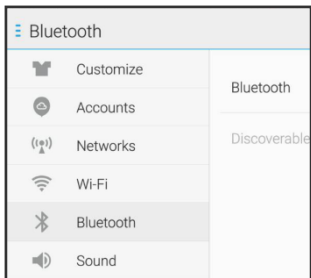 Bluetooth
Customize
Accounts
Networks
Wi-Fi
Bluetooth
Sound
Bluetooth
Discoverable